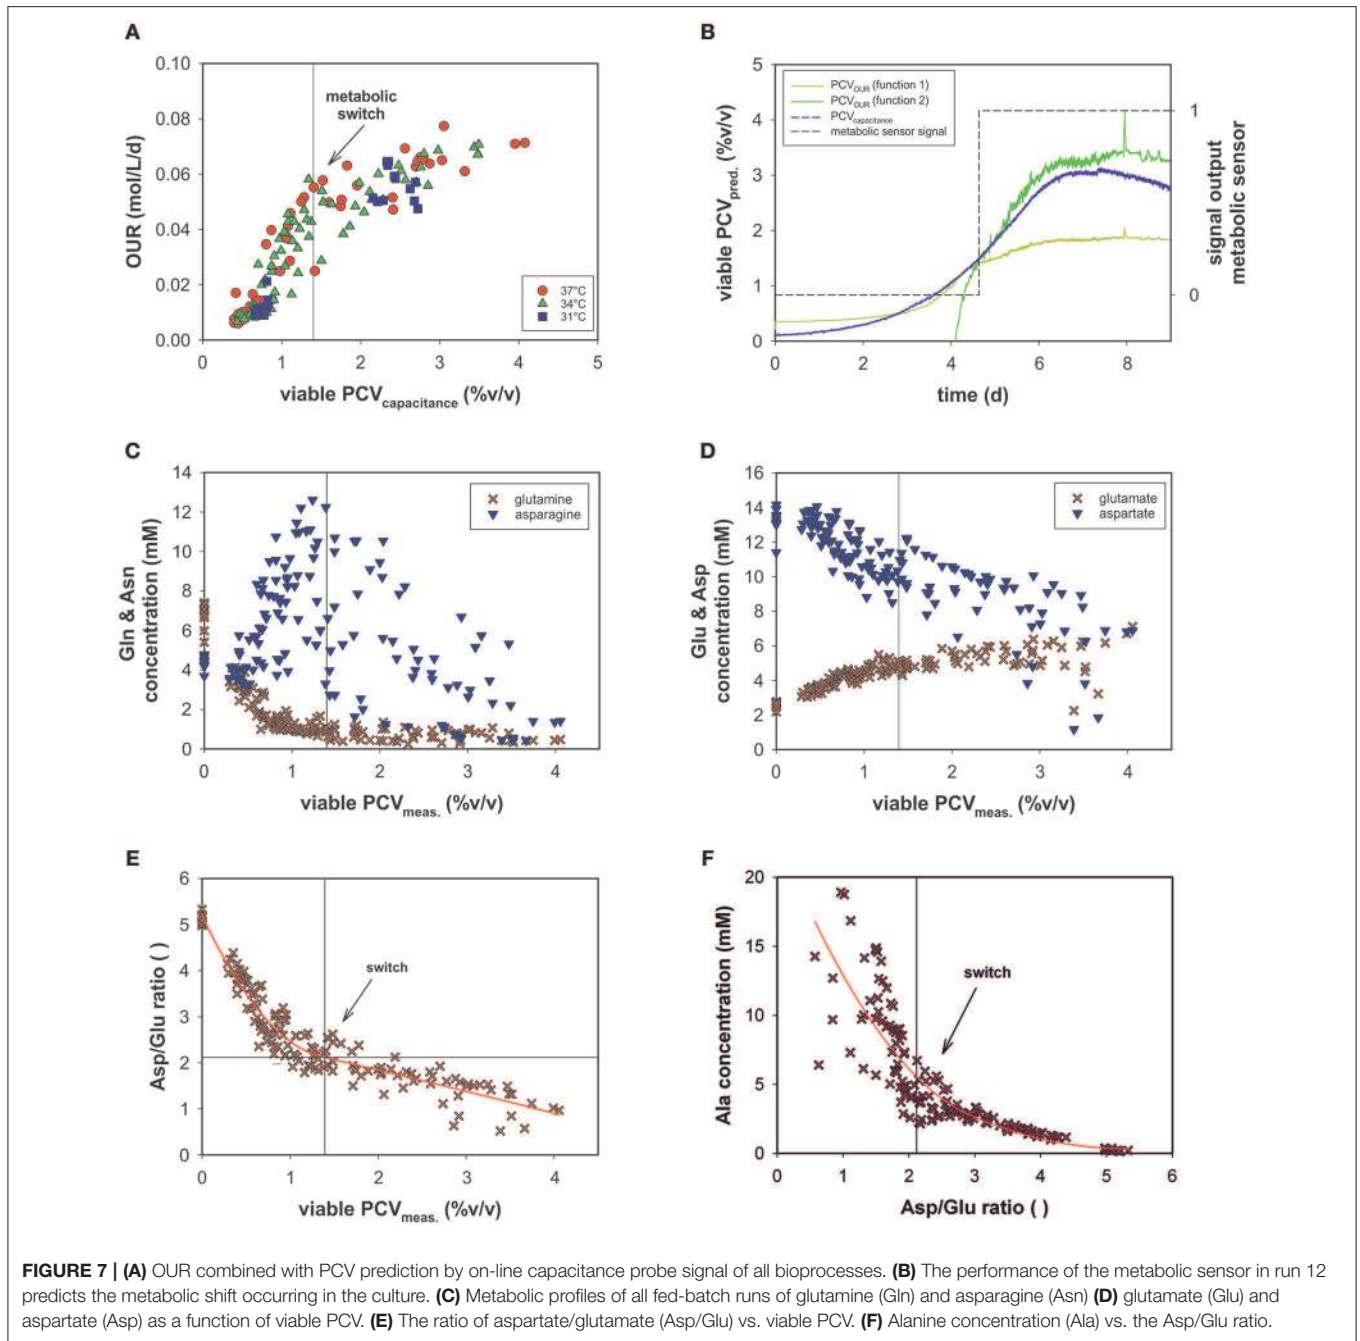 A
OUR (mol/L/d)
0.10
0.08
0.06
0.04
0.02
0.00
metabolic
switch
37°C
34°C
31°C
0 1 2 3 4 5
viable PCVcapacitance (%v/v)
B
viable PCVpred. (%v/v)
5
4
3
2
1
0
PCVOUR (function 1)
PCVOUR (function 2)
PCVcapacitance
metabolic sensor signal
1
0
signal output
metabolic sensor
0 2 4 6 8
time (d)
C
Gln & Asn
concentration (mM)
14
12
10
8
6
4
2
0
glutamine
asparagine
0 1 2 3 4
viable PCVmeas. (%v/v)
D
Glu & Asp
concentration (mM)
16
14
12
10
8
6
4
2
0
glutamate
aspartate
0 1 2 3 4
viable PCVmeas. (%v/v)
E
Asp/Glu ratio ( )
6
5
4
3
2
1
0
switch
0 1 2 3 4
viable PCVmeas. (%v/v)
F
Ala concentration (mM)
20
15
10
5
0
switch
0 1 2 3 4 5 6
Asp/Glu ratio ( )
FIGURE 7 | (A) OUR combined with PCV prediction by on-line capacitance probe signal of all bioprocesses. (B) The performance of the metabolic sensor in run 12
predicts the metabolic shift occurring in the culture. (C) Metabolic profiles of all fed-batch runs of glutamine (Gln) and asparagine (Asn) (D) glutamate (Glu) and
aspartate (Asp) as a function of viable PCV. (E) The ratio of aspartate/glutamate (Asp/Glu) vs. viable PCV. (F) Alanine concentration (Ala) vs. the Asp/Glu ratio.